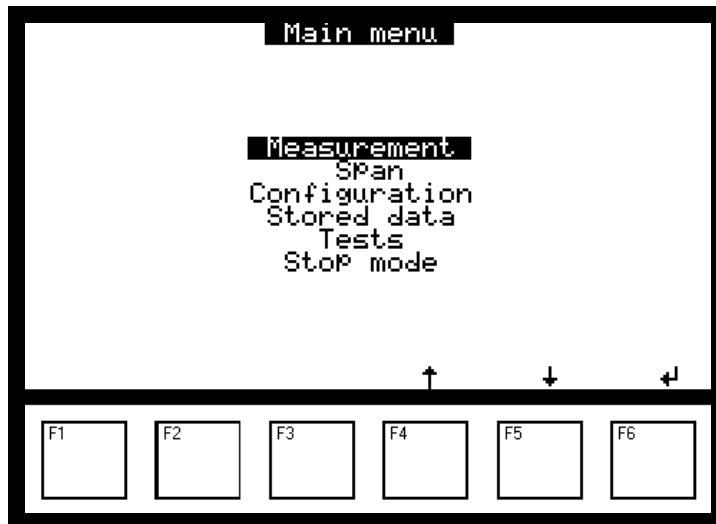 Main menu
Measurement
Span
Configuration
Stored data
Tests
Stop mode
↑ ↓ ↵
F1 F2 F3 F4 F5 F6